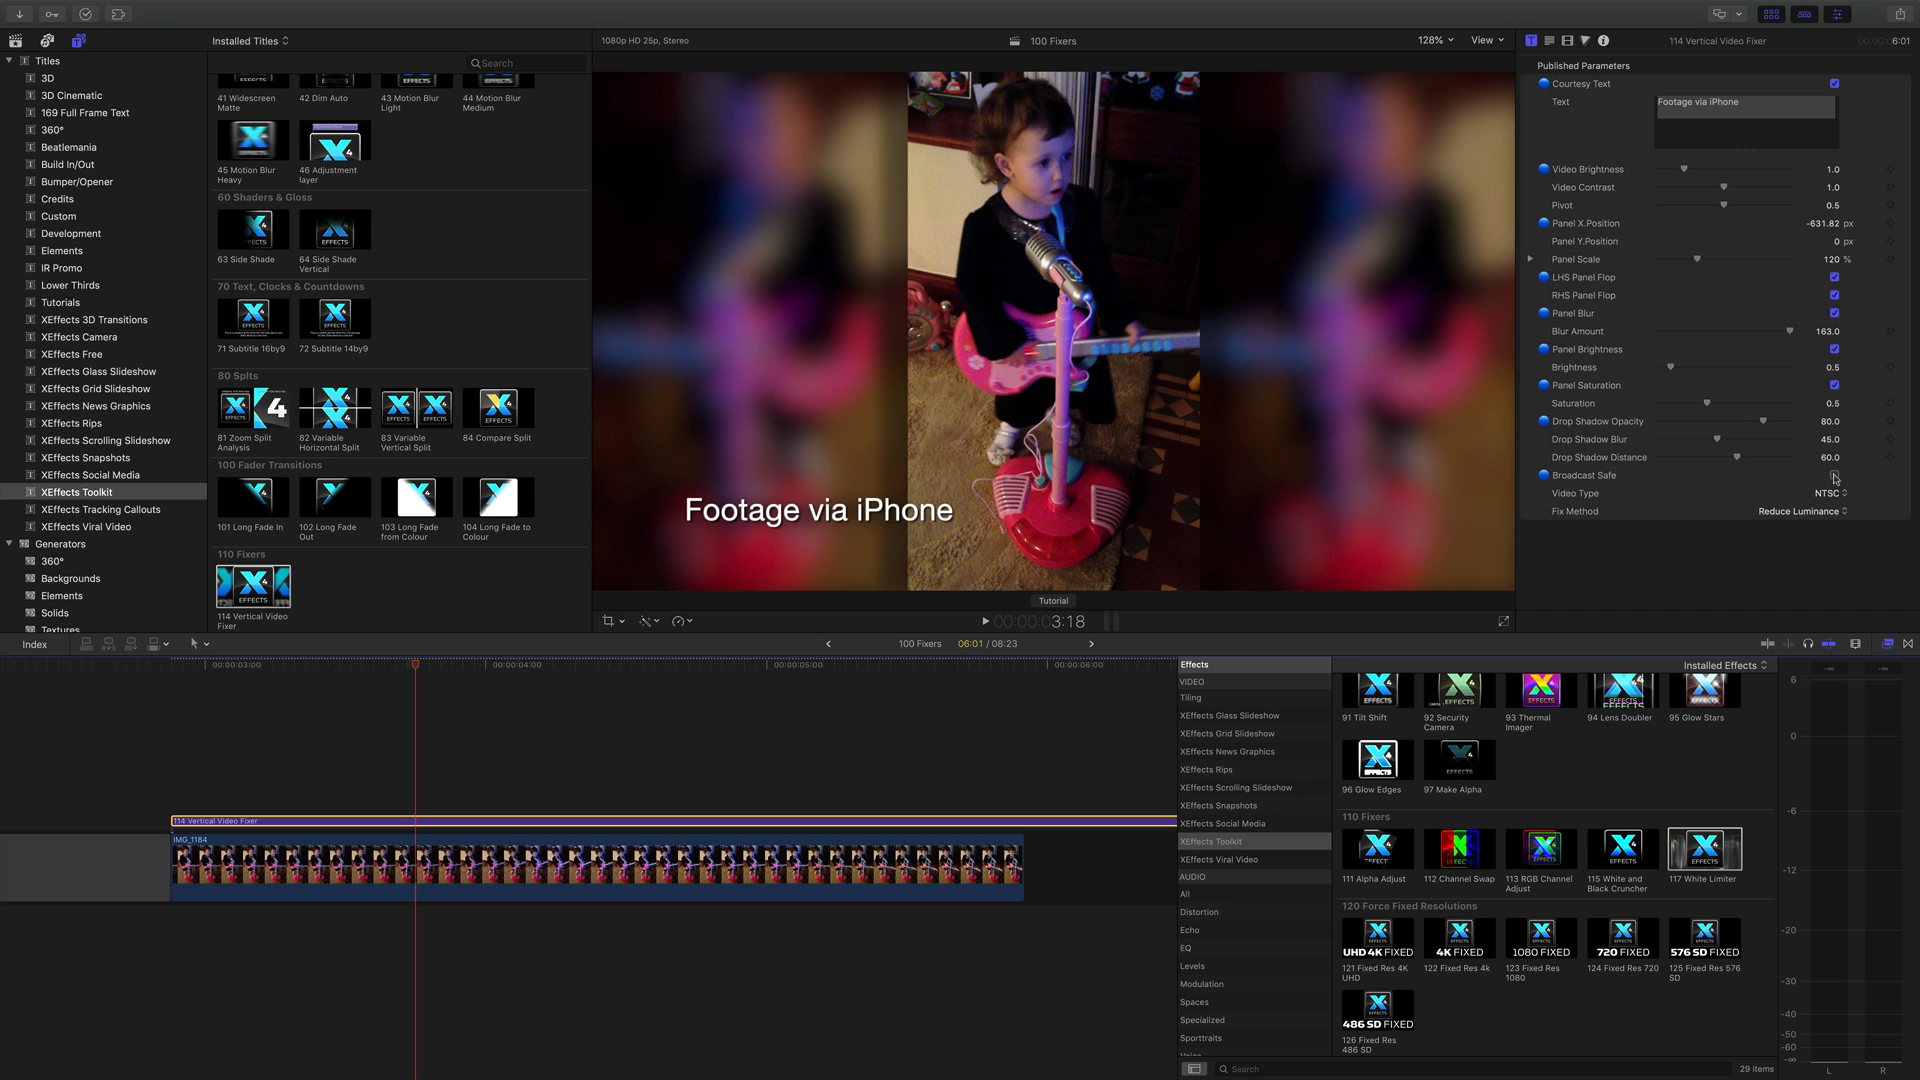 Installed Titles
1080p HD 25p, Stereo
100 Fixers
128%
View
114 Vertical Video Fixer
6:01
Titles
3D
3D Cinematic
169 Full Frame Text
360°
Beatlemania
Build In/Out
Bumper/Opener
Credits
Custom
Development
Elements
IR Promo
Lower Thirds
Tutorials
XEffects 3D Transitions
XEffects Camera
XEffects Free
XEffects Glass Slideshow
XEffects Grid Slideshow
XEffects News Graphics
XEffects Rips
XEffects Scrolling Slideshow
XEffects Snapshots
XEffects Social Media
XEffects Toolkit
XEffects Tracking Callouts
XEffects Viral Video
Generators
360°
Backgrounds
Elements
Solids
Textures
Search
41 Widescreen Matte
42 Dim Auto
43 Motion Blur Light
44 Motion Blur Medium
45 Motion Blur Heavy
46 Adjustment layer
60 Shaders & Gloss
63 Side Shade
64 Side Shade Vertical
70 Text, Clocks & Countdowns
71 Subtitle 16by9
72 Subtitle 14by9
80 Splts
81 Zoom Split Analysis
82 Variable Horizontal Split
83 Variable Vertical Split
84 Compare Split
100 Fader Transitions
101 Long Fade In
102 Long Fade Out
103 Long Fade from Colour
104 Long Fade to Colour
110 Fixers
114 Vertical Video Fixer
Footage via iPhone
Tutorial
00:00:03:18
Published Parameters
Courtesy Text
Text
Footage via iPhone
Video Brightness 1.0
Video Contrast 1.0
Pivot 0.5
Panel X.Position -631.82 px
Panel Y.Position 0 px
Panel Scale 120 %
LHS Panel Flop
RHS Panel Flop
Panel Blur
Blur Amount 163.0
Panel Brightness
Brightness 0.5
Panel Saturation
Saturation 0.5
Drop Shadow Opacity 80.0
Drop Shadow Blur 45.0
Drop Shadow Distance 60.0
Broadcast Safe
Video Type NTSC
Fix Method Reduce Luminance
Index
100 Fixers
06:01 / 08:23
00:00:03:00
00:00:04:00
00:00:05:00
00:00:06:00
114 Vertical Video Fixer
IMG_1184
Effects
VIDEO
Tiling
XEffects Glass Slideshow
XEffects Grid Slideshow
XEffects News Graphics
XEffects Rips
XEffects Scrolling Slideshow
XEffects Snapshots
XEffects Social Media
XEffects Toolkit
XEffects Viral Video
AUDIO
All
Distortion
Echo
EQ
Levels
Modulation
Spaces
Specialized
Sporttraits
Voice
Installed Effects
91 Tilt Shift
92 Security Camera
93 Thermal Imager
94 Lens Doubler
95 Glow Stars
96 Glow Edges
97 Make Alpha
110 Fixers
111 Alpha Adjust
112 Channel Swap
113 RGB Channel Adjust
115 White and Black Cruncher
117 White Limiter
120 Force Fixed Resolutions
UHD 4K FIXED
4K FIXED
1080 FIXED
720 FIXED
576 SD FIXED
121 Fixed Res 4K UHD
122 Fixed Res 4k
123 Fixed Res 1080
124 Fixed Res 720
125 Fixed Res 576 SD
486 SD FIXED
126 Fixed Res 486 SD
Search
29 items
6
0
-6
-12
-20
-30
-40
-50
-60
-∞
L
R